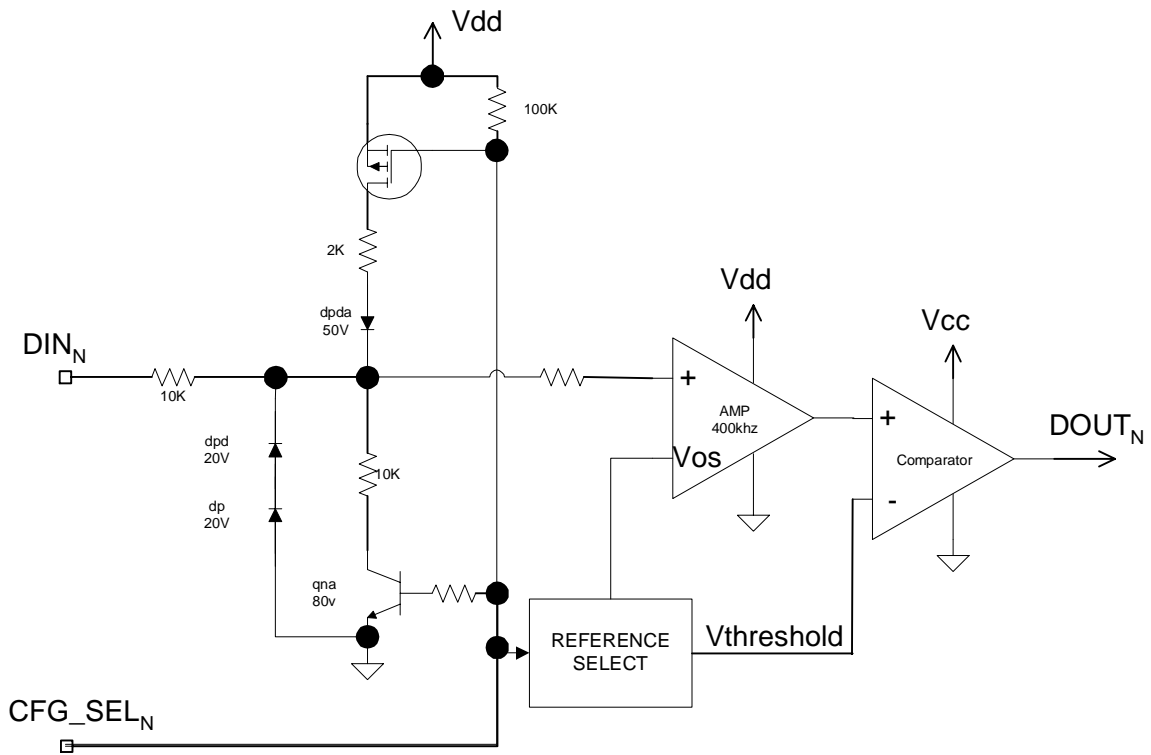 Vdd
100K
2K
dpda
50V
Vdd
Vcc
DIN_N
10K
+
AMP
400khz
Vos
+
-
Comparator
DOUT_N
dpd
20V
10K
dp
20V
qna
80v
REFERENCE
SELECT
Vthreshold
CFG_SEL_N